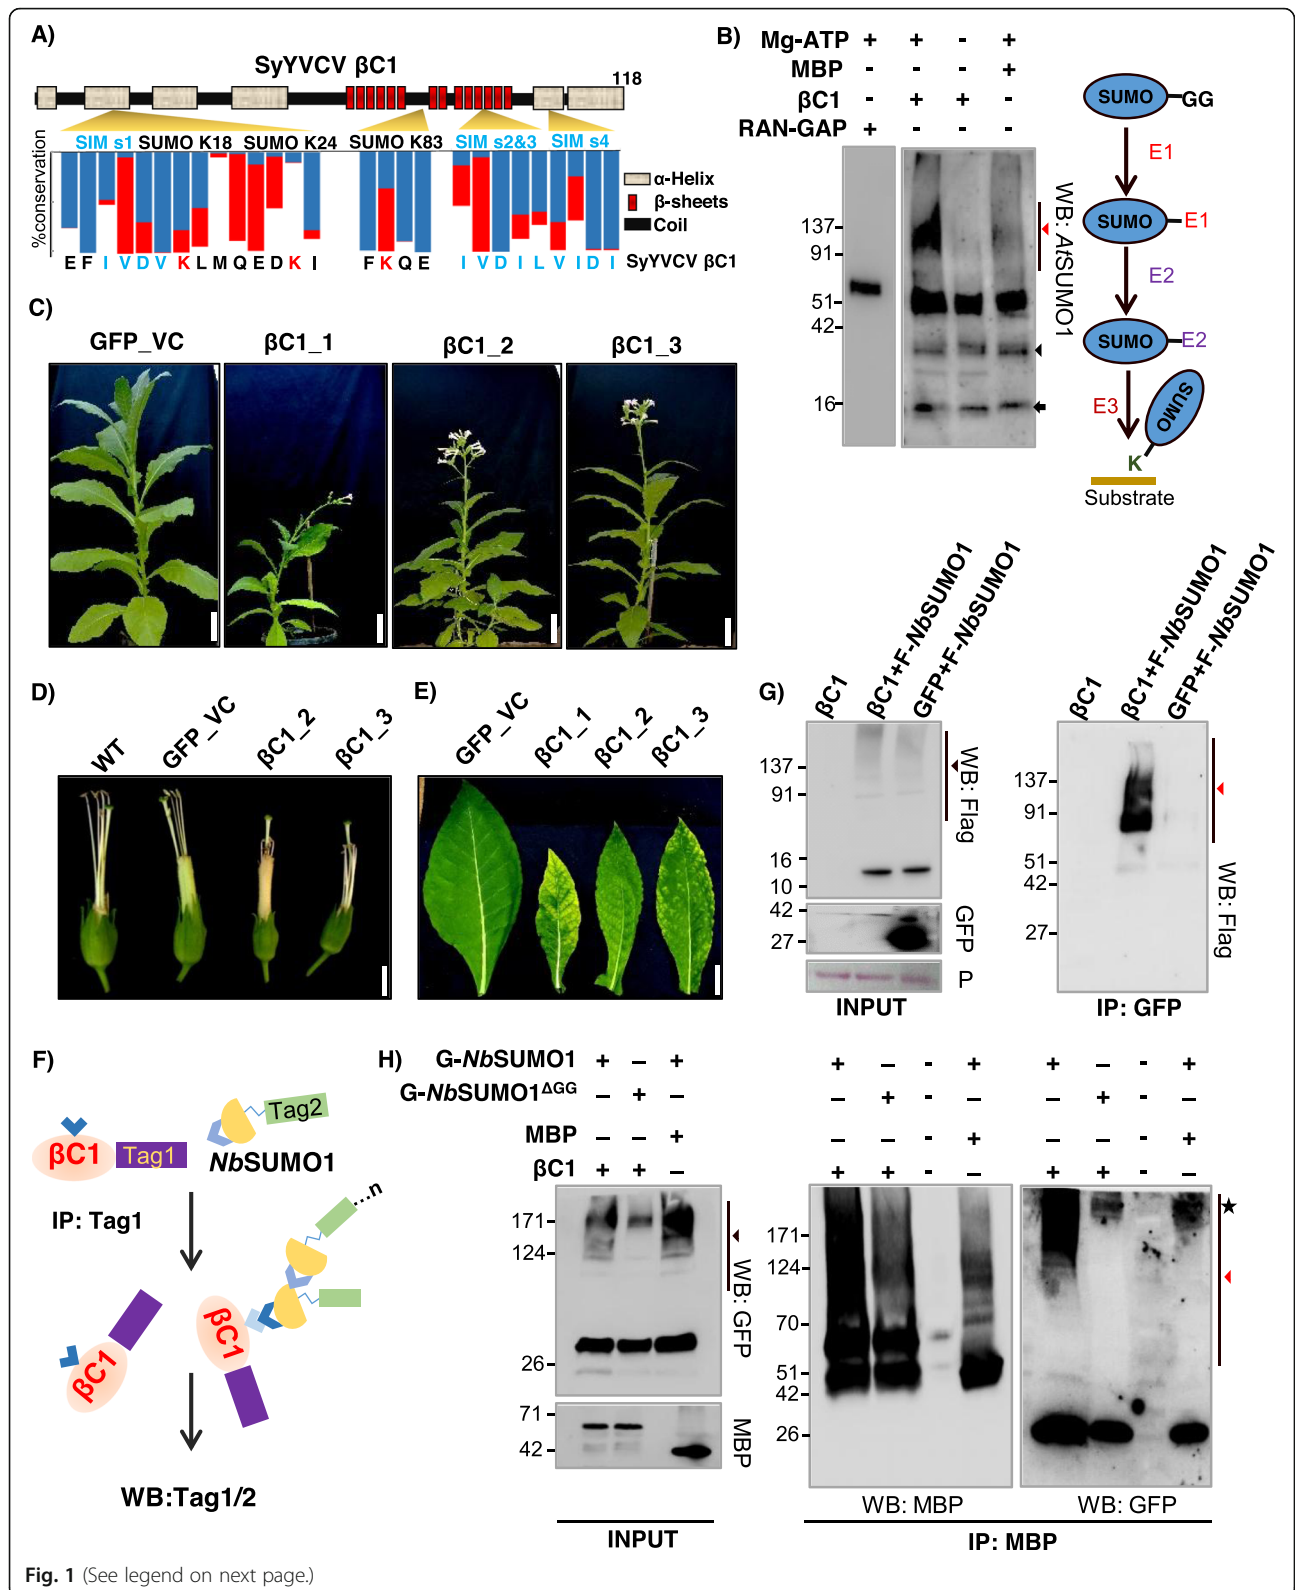 A)
SyYVCV βC1
118
SIM s1 SUMO K18 SUMO K24 SUMO K83 SIM s2&3 SIM s4
%conservation
α-Helix
β-sheets
Coil
E F I V D V K L M Q E D K I F K Q E I V D I L V I D I SyYVCV βC1
B)
Mg-ATP + + - +
MBP - - - +
βC1 - + + -
RAN-GAP +
137
91
51
42
16
WB: AtSUMO1
SUMO GG
E1
SUMO E1
E2
SUMO E2
E3
SUMO
K
Substrate
C)
GFP_VC βC1_1 βC1_2 βC1_3
D)
WT GFP_VC βC1_2 βC1_3
E)
GFP_VC βC1_1 βC1_2 βC1_3
G)
βC1 βC1+F-NbSUMO1 GFP+F-NbSUMO1
137
91
16
10
WB: Flag
42
27
GFP
P
INPUT
βC1 βC1+F-NbSUMO1 GFP+F-NbSUMO1
137
91
51
42
27
WB: Flag
IP: GFP
F)
βC1 Tag1
Tag2
NbSUMO1
IP: Tag1
...n
βC1
βC1
WB:Tag1/2
H)
G-NbSUMO1 + – + + – - + + – - +
G-NbSUMO1ΔGG – + – – + - – – + - –
MBP – – + – – - + – – - +
βC1 + + – + + - – + + - –
171
124
26
WB: GFP
71
42
MBP
INPUT
171
124
70
51
42
26
WB: MBP
WB: GFP
IP: MBP
Fig. 1 (See legend on next page.)